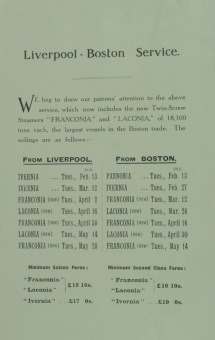 Liverpool - Boston Service.
WE beg to draw our patrons' attention to the above
service, which now includes the new Twin-Screw
Steamers "FRANCONIA" and "LACONIA," of 18,100
tons each, the largest vessels in the Boston trade. The
sailings are as follows:—
FROM LIVERPOOL.
1912.
IVERNIA ... Tues., Feb. 13
IVERNIA ... Tues., Mar. 12
FRANCONIA (new) Tues., April 2
LACONIA (new) Tues., April 16
FRANCONIA (new) Tues., April 30
LACONIA (new) Tues., May 14
FRANCONIA (new) Tues., May 28
FROM BOSTON.
1912.
PANNONIA ... Tues., Feb. 13
IVERNIA ... Tues., Feb. 27
IVERNIA ... Tues., Mar. 12
LACONIA (new) Tues., Mar. 26
FRANCONIA (new) Tues., April 16
LACONIA (new) Tues., April 30
FRANCONIA (new) Tues., May 14
Minimum Saloon Fares:
"Franconia"
"Laconia" £18 10s.
"Ivernia" ... £17 0s.
Minimum Second Class Fares:
"Franconia"
"Laconia" £10 10s.
"Ivernia" ... £10 0s.